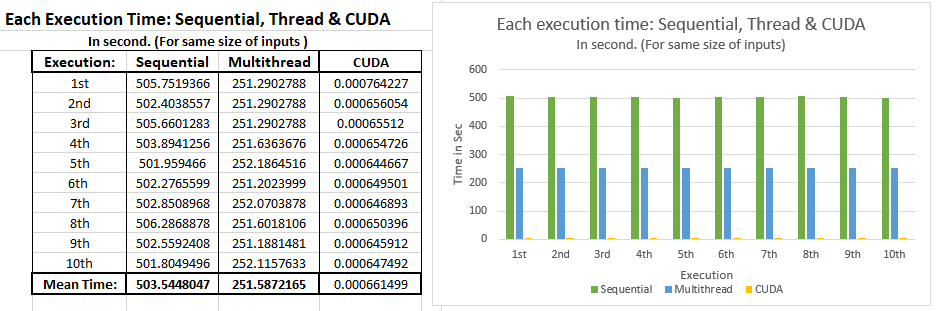 Each Execution Time: Sequential, Thread & CUDA
In second. (For same size of inputs )
Execution: Sequential Multithread CUDA
1st 505.7519366 251.2902788 0.000764227
2nd 502.4038557 251.2902788 0.000656054
3rd 505.6601283 251.2902788 0.00065512
4th 503.8941256 251.6363676 0.000654726
5th 501.959466 252.1864516 0.000644667
6th 502.2765599 251.2023999 0.000649501
7th 502.8508968 252.0703878 0.000646893
8th 506.2868878 251.6018106 0.000650396
9th 502.5592408 251.1881481 0.000645912
10th 501.8049496 252.1157633 0.000647492
Mean Time: 503.5448047 251.5872165 0.000661499
Each execution time: Sequential, Thread & CUDA
In second. (For same size of inputs)
Time in Sec
600
500
400
300
200
100
0
1st 2nd 3rd 4th 5th 6th 7th 8th 9th 10th
Execution
Sequential Multithread CUDA